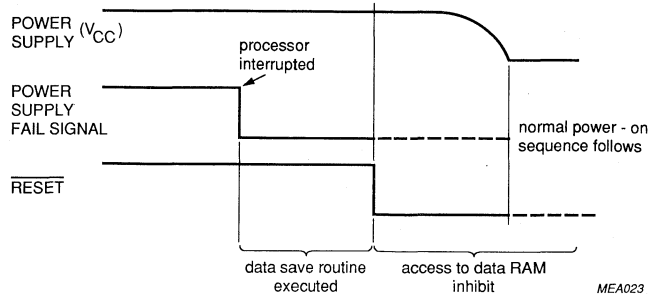 POWER
SUPPLY (VCC)
processor
interrupted
POWER
SUPPLY
FAIL SIGNAL
normal power - on
sequence follows
RESET
data save routine
executed
access to data RAM
inhibit
MEA023